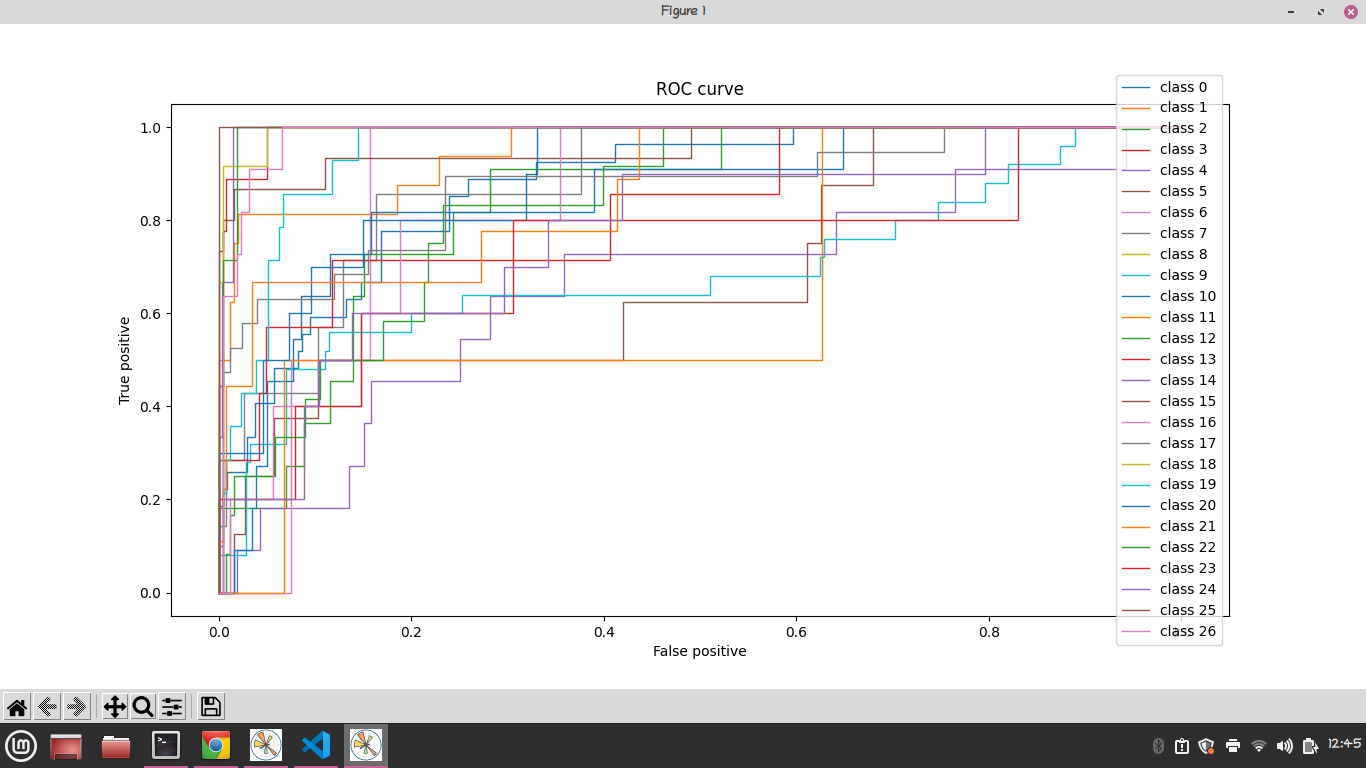 Figure 1
ROC curve
True positive
1.0
0.8
0.6
0.4
0.2
0.0
0.0
0.2
0.4
0.6
0.8
False positive
class 0
class 1
class 2
class 3
class 4
class 5
class 6
class 7
class 8
class 9
class 10
class 11
class 12
class 13
class 14
class 15
class 16
class 17
class 18
class 19
class 20
class 21
class 22
class 23
class 24
class 25
class 26
12:45